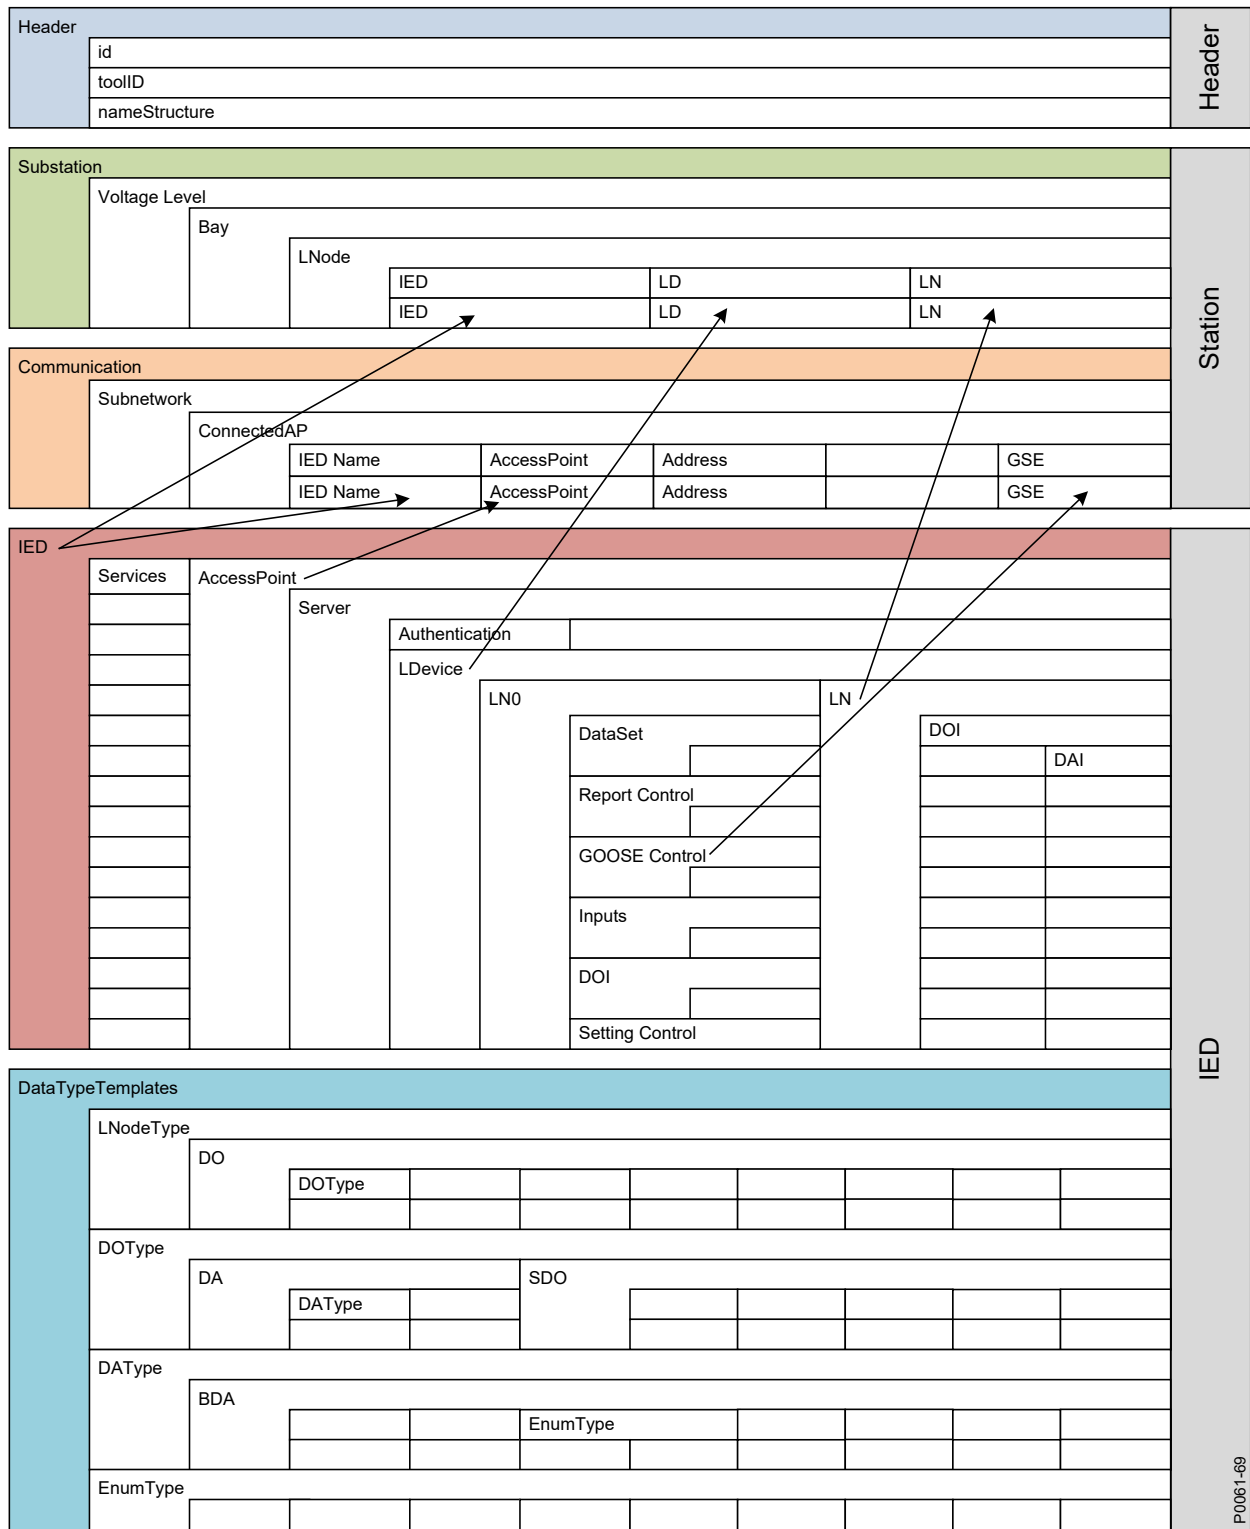 Header
id
toolID
nameStructure
Header
Substation
Voltage Level
Bay
LNode
IED LD LN
IED LD LN
Communication
Subnetwork
ConnectedAP
IED Name AccessPoint Address GSE
IED Name AccessPoint Address GSE
Station
IED
Services AccessPoint
Server
Authentication
LDevice
LN0 LN
DataSet DOI
DAI
Report Control
GOOSE Control
Inputs
DOI
Setting Control
IED
DataTypeTemplates
LNodeType
DO
DOType
DOType
DA SDO
DAType
DAType
BDA
EnumType
EnumType
P0061-69